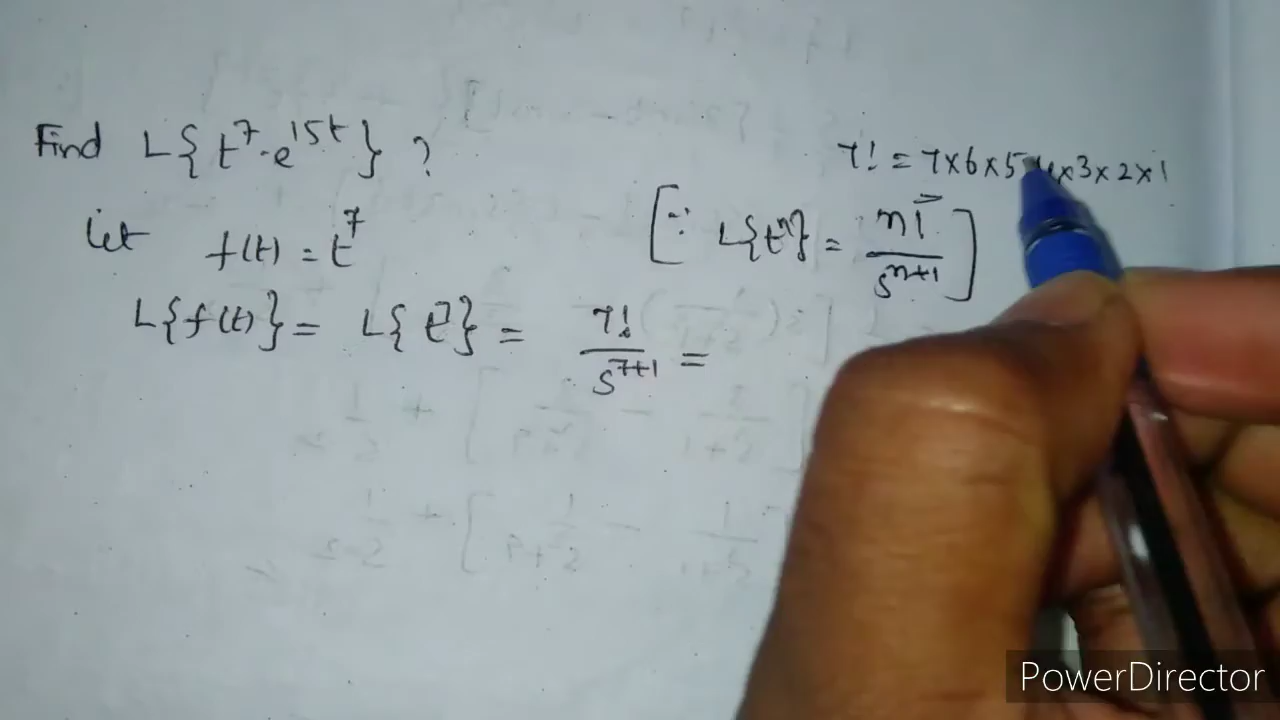 Find L{t⁷·e¹⁵ᵗ} ?
7! = 7×6×5×4×3×2×1
Let f(t) = t⁷
[∵ L{tⁿ} = n!/sⁿ⁺¹]
L{f(t)} = L{t⁷} = 7!/s⁷⁺¹ =
PowerDirector